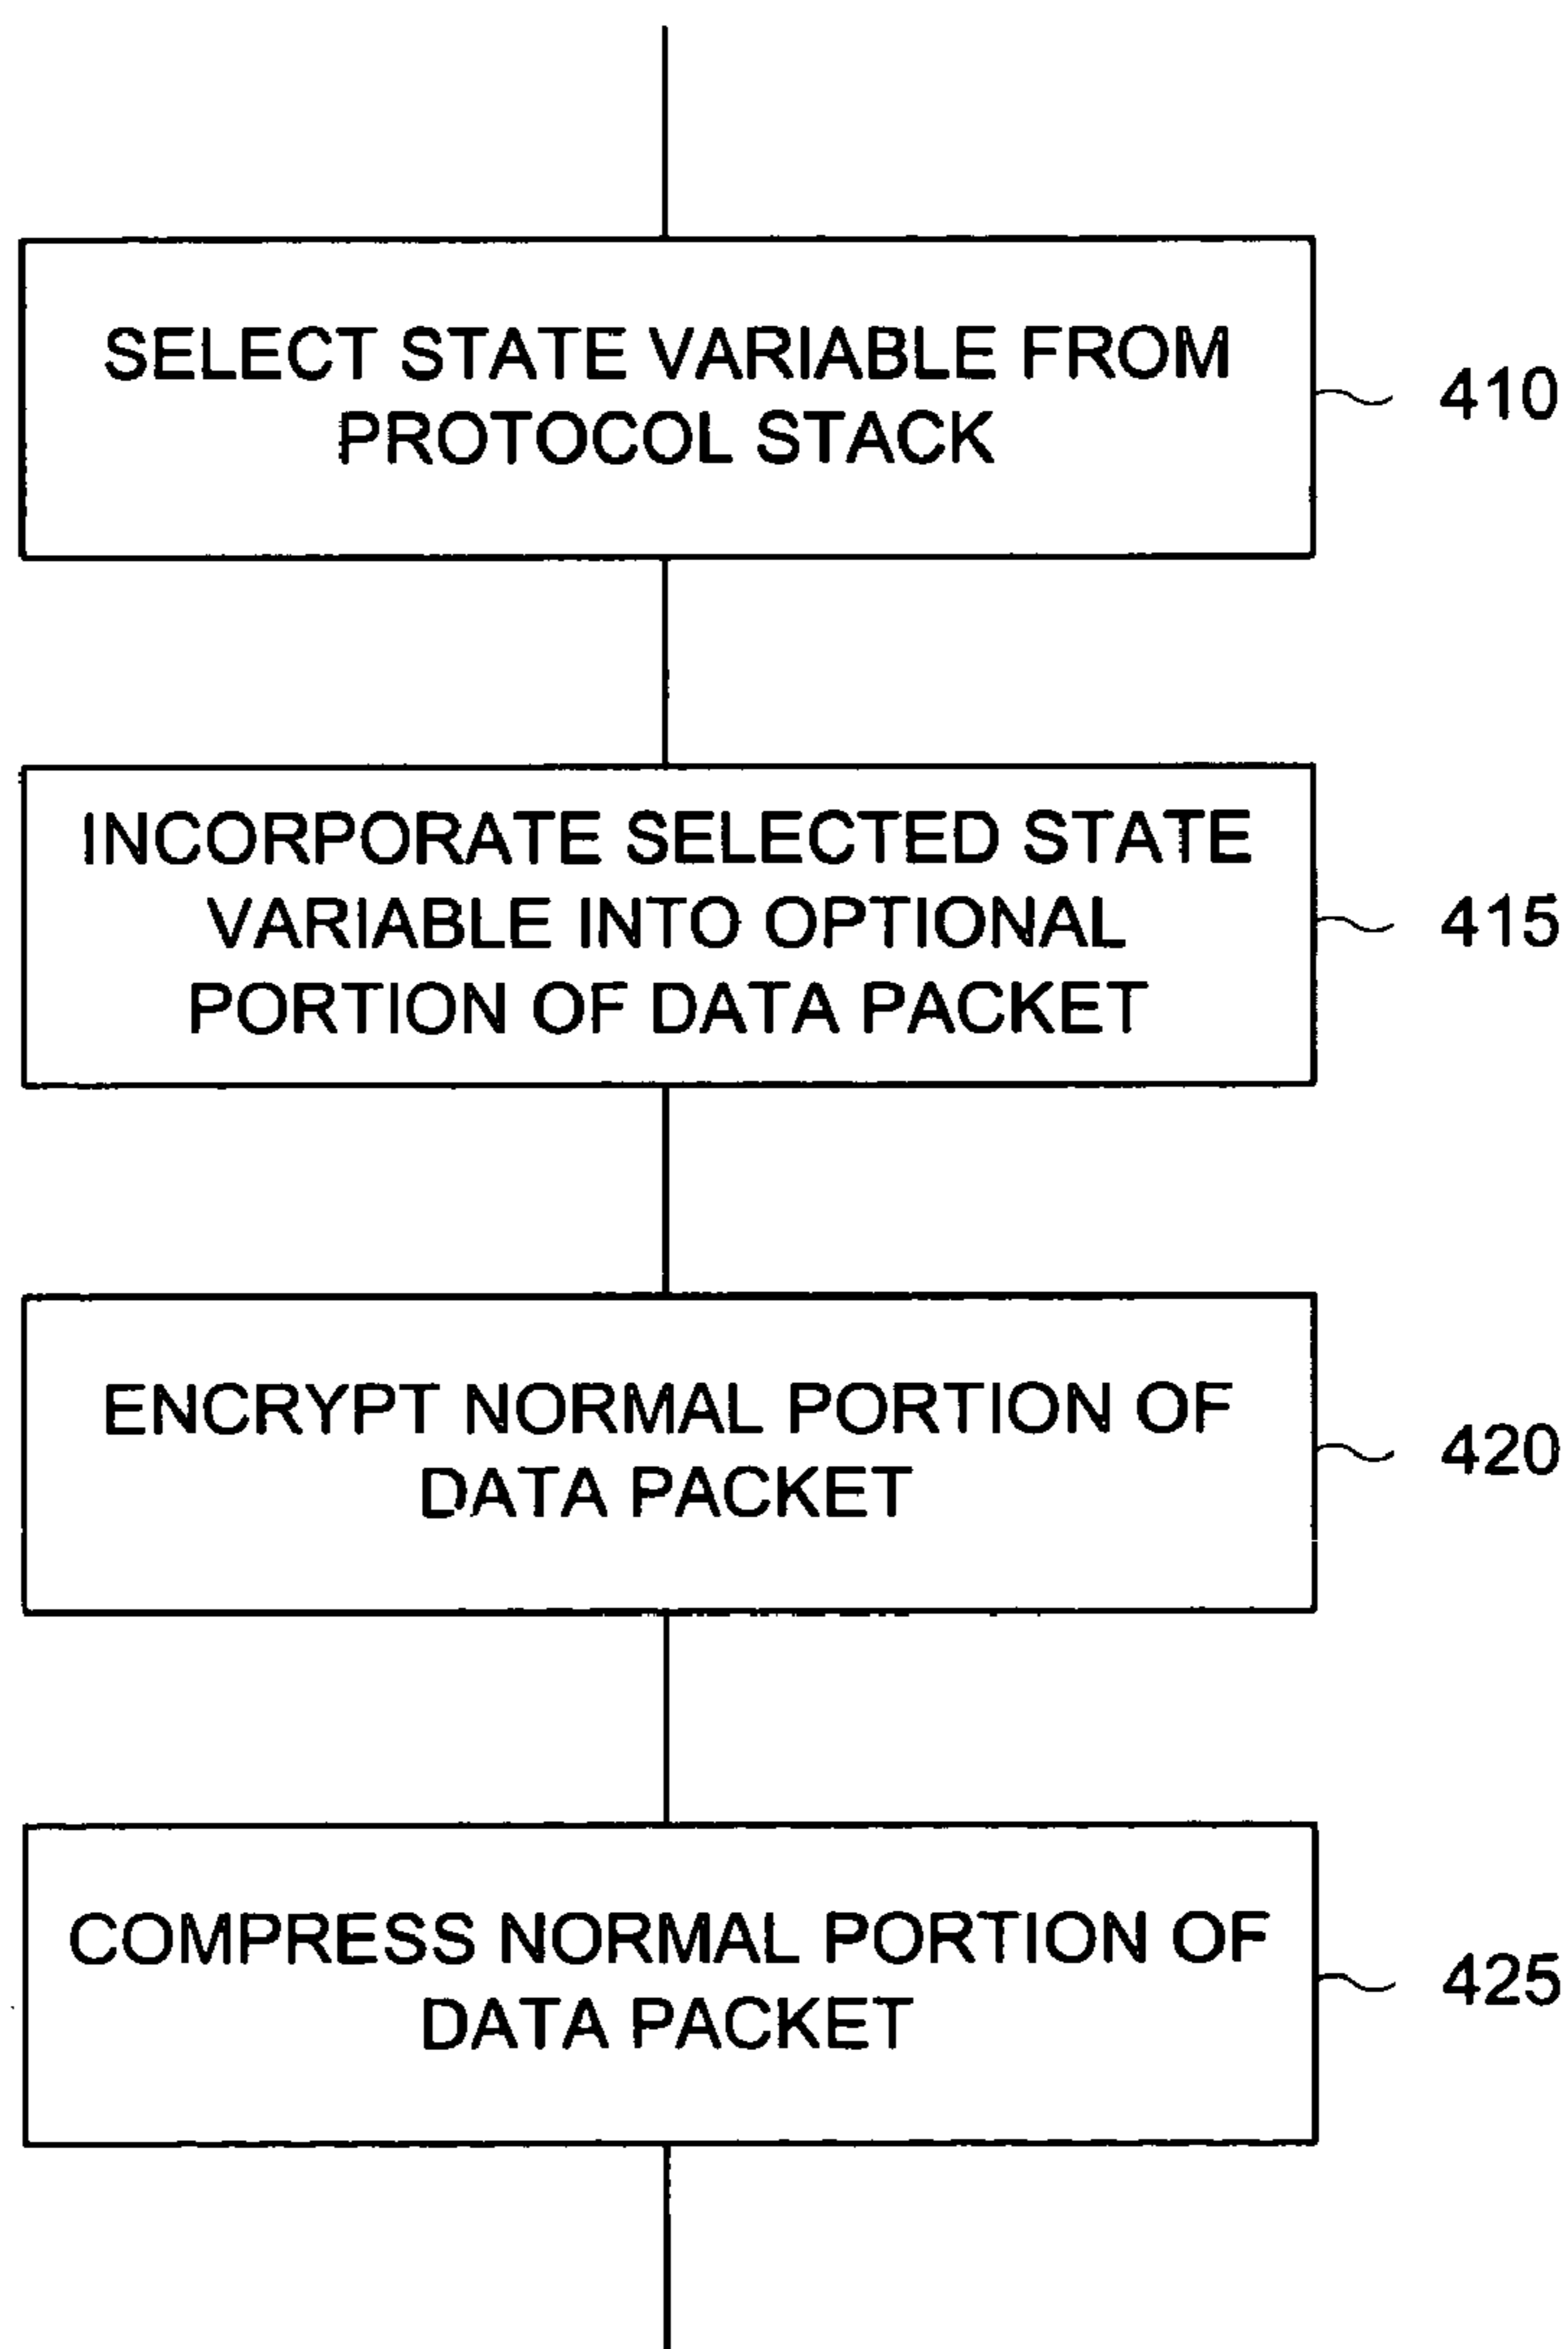 SELECT STATE VARIABLE FROM
PROTOCOL STACK
410
INCORPORATE SELECTED STATE
VARIABLE INTO OPTIONAL
PORTION OF DATA PACKET
415
ENCRYPT NORMAL PORTION OF
DATA PACKET
420
COMPRESS NORMAL PORTION OF
DATA PACKET
425